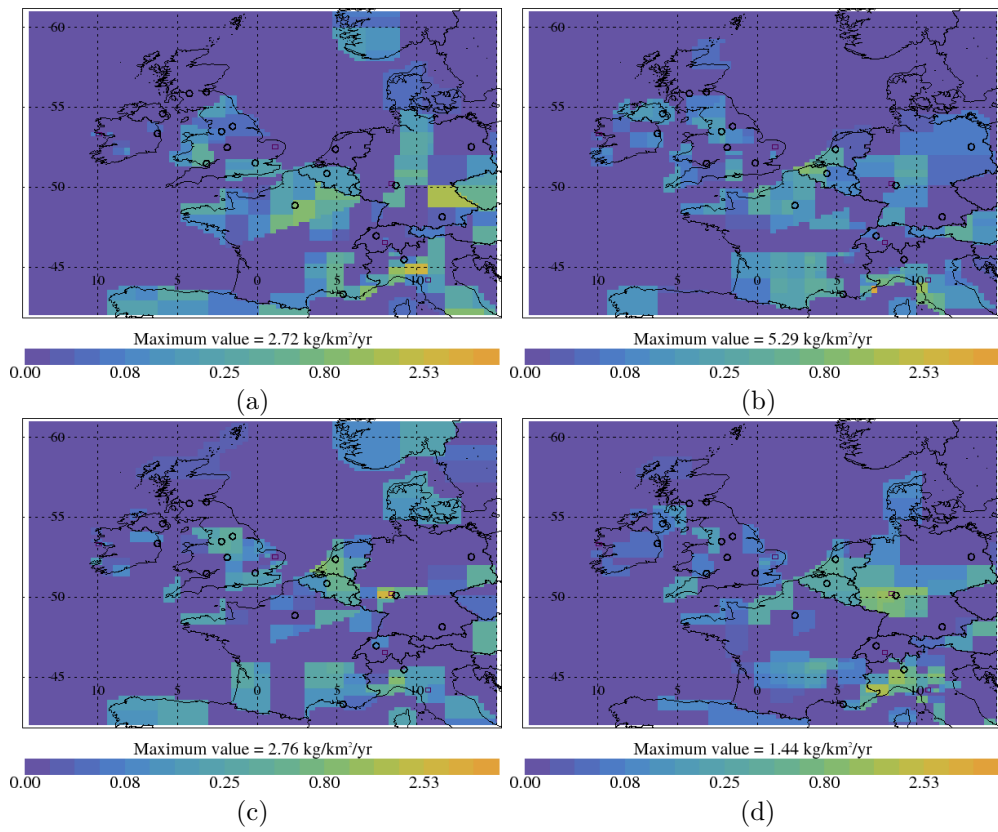 60
55
50
45
10 5 0 5 10
Maximum value = 2.72 kg/km²/yr
0.00 0.08 0.25 0.80 2.53
(a)
60
55
50
45
10 5 0 5 10
Maximum value = 5.29 kg/km²/yr
0.00 0.08 0.25 0.80 2.53
(b)
60
55
50
45
10 5 0 5 10
Maximum value = 2.76 kg/km²/yr
0.00 0.08 0.25 0.80 2.53
(c)
60
55
50
45
10 5 0 5 10
Maximum value = 1.44 kg/km²/yr
0.00 0.08 0.25 0.80 2.53
(d)